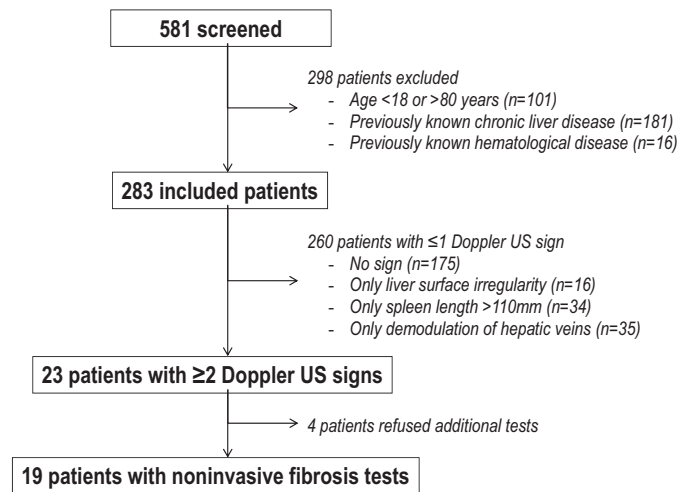 581 screened
298 patients excluded
- Age <18 or >80 years (n=101)
- Previously known chronic liver disease (n=181)
- Previously known hematological disease (n=16)
283 included patients
260 patients with ≤1 Doppler US sign
- No sign (n=175)
- Only liver surface irregularity (n=16)
- Only spleen length >110mm (n=34)
- Only demodulation of hepatic veins (n=35)
23 patients with ≥2 Doppler US signs
4 patients refused additional tests
19 patients with noninvasive fibrosis tests